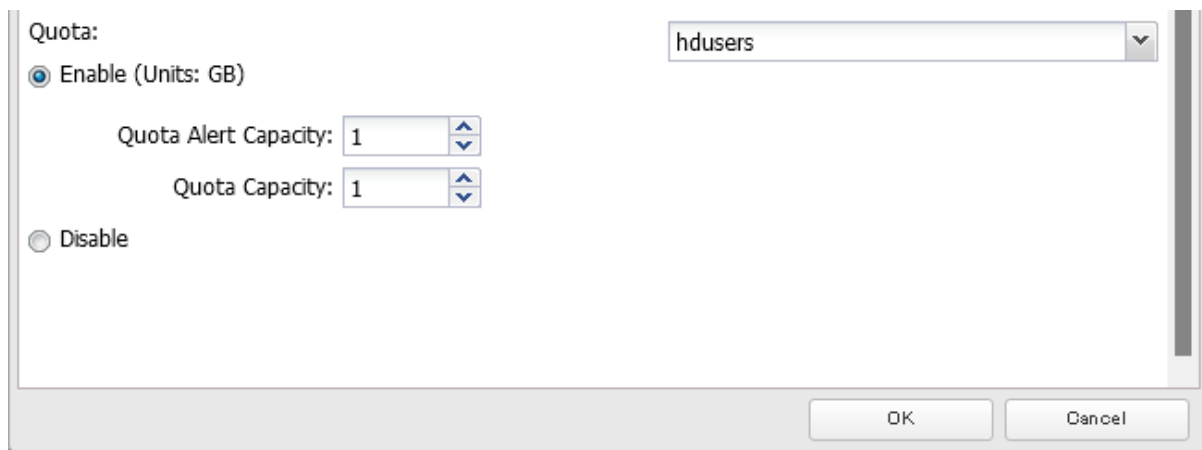 Quota:
hdusers
Enable (Units: GB)
Quota Alert Capacity: 1
Quota Capacity: 1
Disable
OK
Cancel